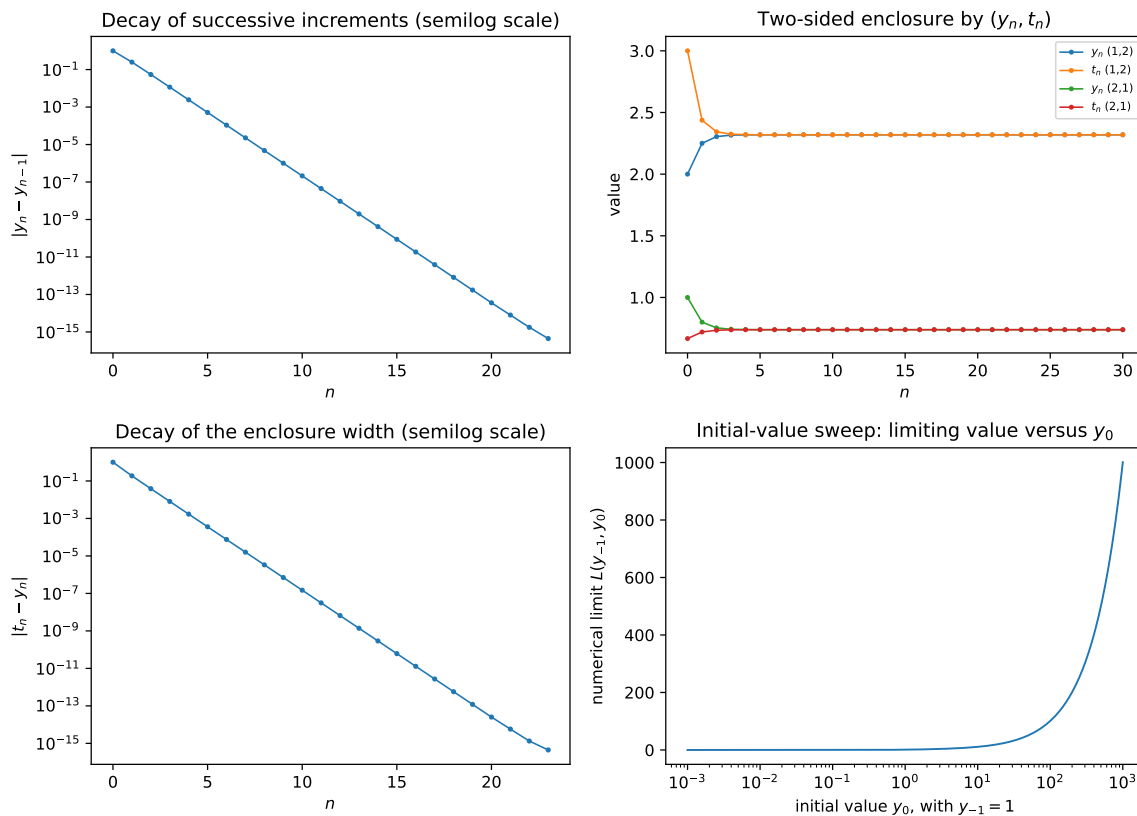 Decay of successive increments (semilog scale)
|y_n − y_{n−1}|
10^{−1}
10^{−3}
10^{−5}
10^{−7}
10^{−9}
10^{−11}
10^{−13}
10^{−15}
0 5 10 15 20
n
Two-sided enclosure by (y_n, t_n)
value
3.0
2.5
2.0
1.5
1.0
y_n (1,2)
t_n (1,2)
y_n (2,1)
t_n (2,1)
0 5 10 15 20 25 30
n
Decay of the enclosure width (semilog scale)
|t_n − y_n|
10^{−1}
10^{−3}
10^{−5}
10^{−7}
10^{−9}
10^{−11}
10^{−13}
10^{−15}
0 5 10 15 20
n
Initial-value sweep: limiting value versus y_0
numerical limit L(y_{−1}, y_0)
1000
800
600
400
200
0
10^{−3} 10^{−2} 10^{−1} 10^0 10^1 10^2 10^3
initial value y_0, with y_{−1} = 1